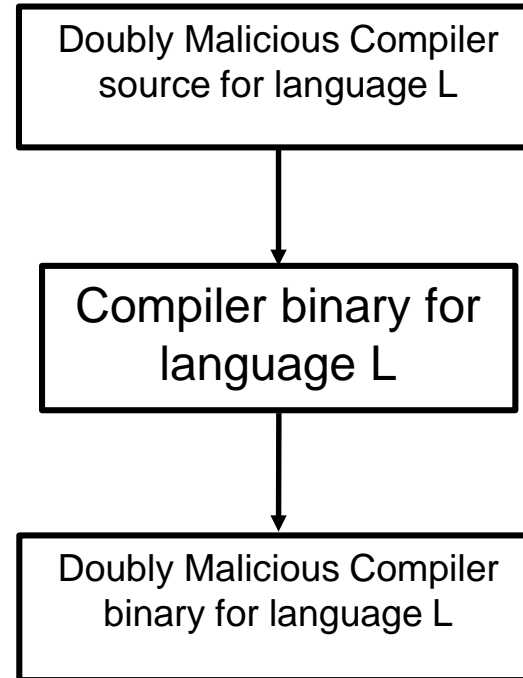 Doubly Malicious Compiler
source for language L
Compiler binary for
language L
Doubly Malicious Compiler
binary for language L